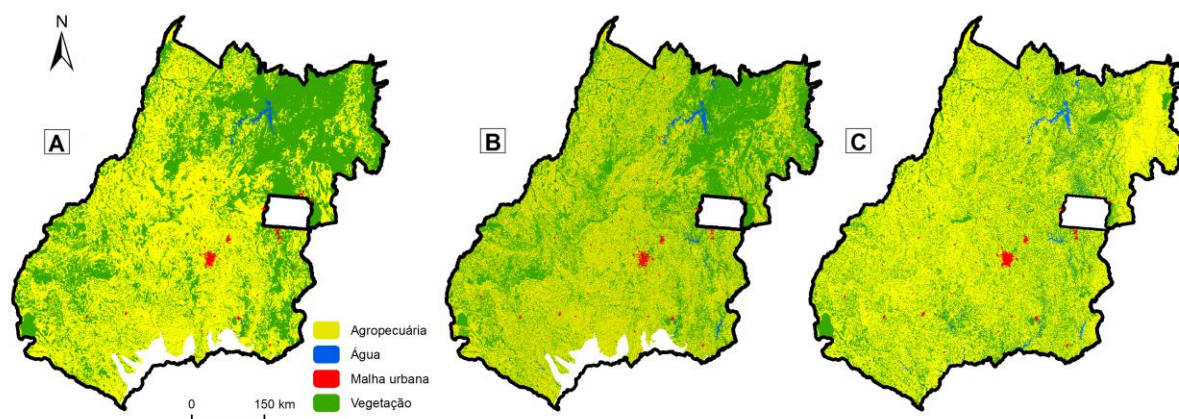 N
A
B
C
Agropecuária
Água
Malha urbana
Vegetação
0 150 km